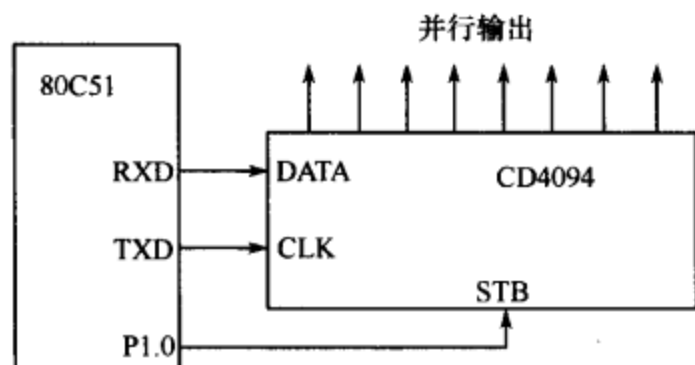 并行输出
80C51
RXD
DATA
CD4094
TXD
CLK
STB
P1.0